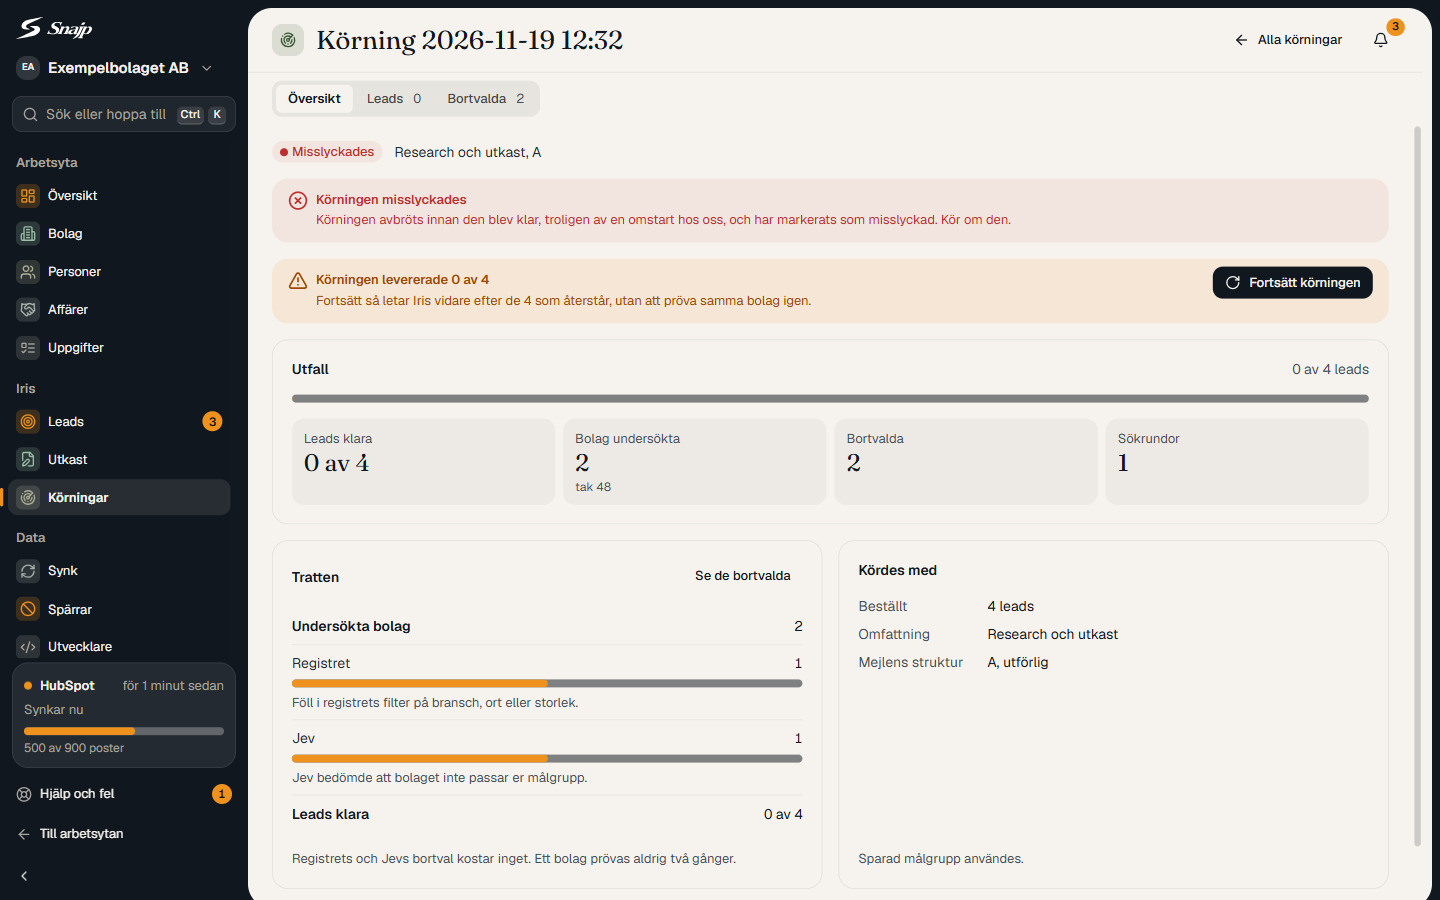 Snajp
EA Exempelbolaget AB
Sök eller hoppa till Ctrl K
Arbetsyta
Översikt
Bolag
Personer
Affärer
Uppgifter
Iris
Leads 3
Utkast
Körningar
Data
Synk
Spärrar
Utvecklare
HubSpot för 1 minut sedan
Synkar nu
500 av 900 poster
Hjälp och fel 1
Till arbetsytan
Körning 2026-11-19 12:32
Alla körningar
3
Översikt Leads 0 Bortvalda 2
Misslyckades Research och utkast, A
Körningen misslyckades
Körningen avbröts innan den blev klar, troligen av en omstart hos oss, och har markerats som misslyckad. Kör om den.
Körningen levererade 0 av 4
Fortsätt så letar Iris vidare efter de 4 som återstår, utan att pröva samma bolag igen.
Fortsätt körningen
Utfall 0 av 4 leads
Leads klara
0 av 4
Bolag undersökta
2
tak 48
Bortvalda
2
Sökrundor
1
Tratten Se de bortvalda
Undersökta bolag 2
Registret 1
Föll i registrets filter på bransch, ort eller storlek.
Jev 1
Jev bedömde att bolaget inte passar er målgrupp.
Leads klara 0 av 4
Registrets och Jevs bortval kostar inget. Ett bolag prövas aldrig två gånger.
Kördes med
Beställt 4 leads
Omfattning Research och utkast
Mejlens struktur A, utförlig
Sparad målgrupp användes.